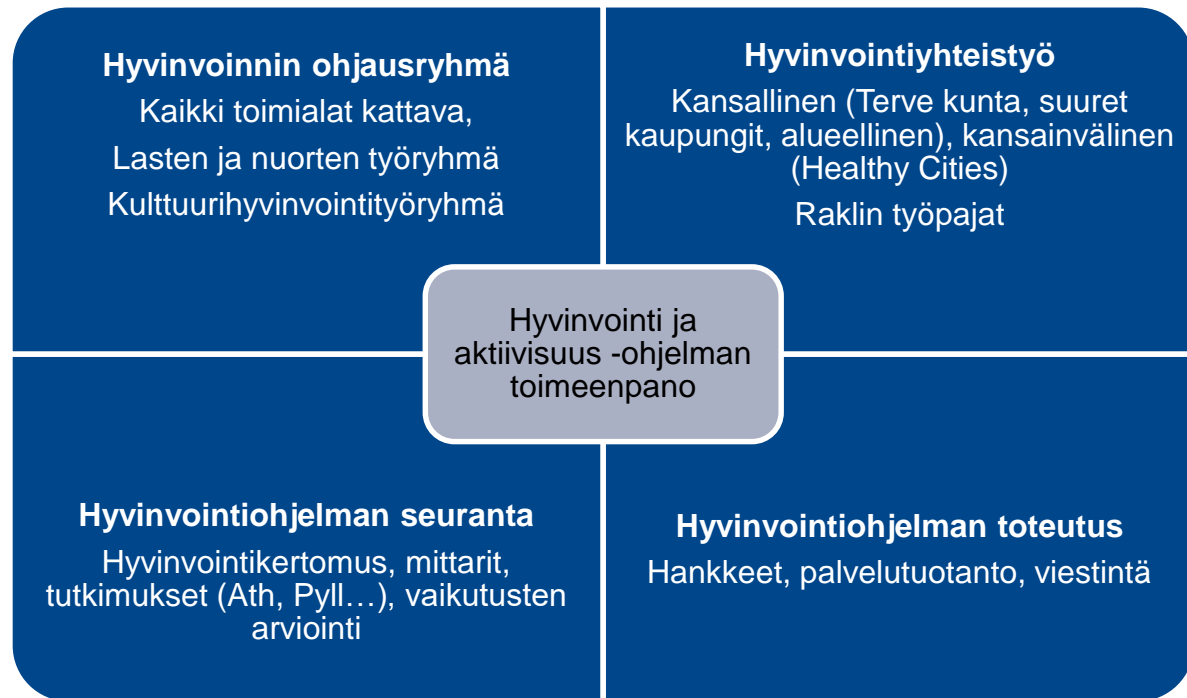 Hyvinvoinnin ohjausryhmä
Kaikki toimialat kattava,
Lasten ja nuorten työryhmä
Kulttuurihyvinvointityöryhmä
Hyvinvointiyhteistyö
Kansallinen (Terve kunta, suuret
kaupungit, alueellinen), kansainvälinen
(Healthy Cities)
Raklin työpajat
Hyvinvointi ja
aktiivisuus -ohjelman
toimeenpano
Hyvinvointiohjelman seuranta
Hyvinvointikertomus, mittarit,
tutkimukset (Ath, Pyll…), vaikutusten
arviointi
Hyvinvointiohjelman toteutus
Hankkeet, palvelutuotanto, viestintä